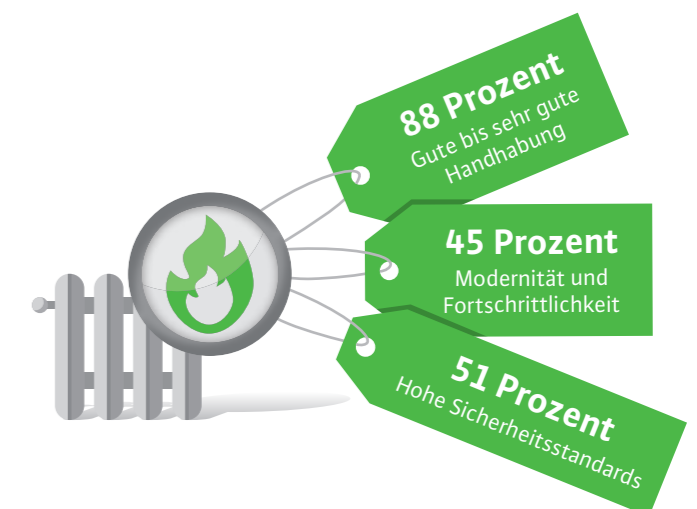 88 Prozent
Gute bis sehr gute
Handhabung
45 Prozent
Modernität und
Fortschrittlichkeit
51 Prozent
Hohe Sicherheitsstandards